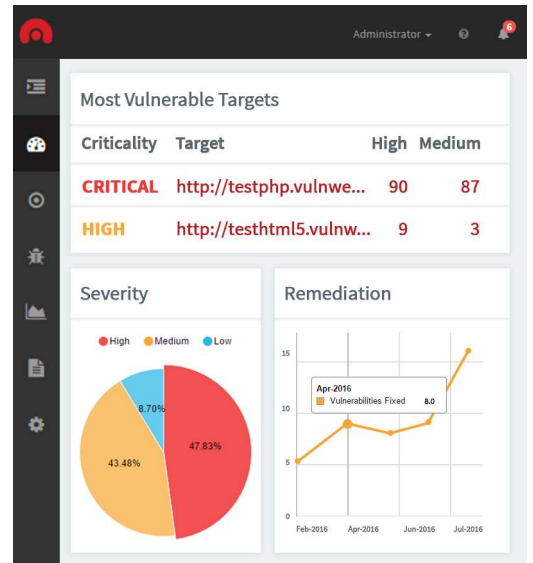 Administrator
6
Most Vulnerable Targets
Criticality Target High Medium
CRITICAL http://testphp.vulnwe... 90 87
HIGH http://testhtml5.vulnw... 9 3
Severity
High Medium Low
8.70%
47.83%
43.48%
Remediation
15
Apr-2016
Vulnerabilities Fixed 8.0
10
5
0
Feb-2016 Apr-2016 Jun-2016 Jul-2016